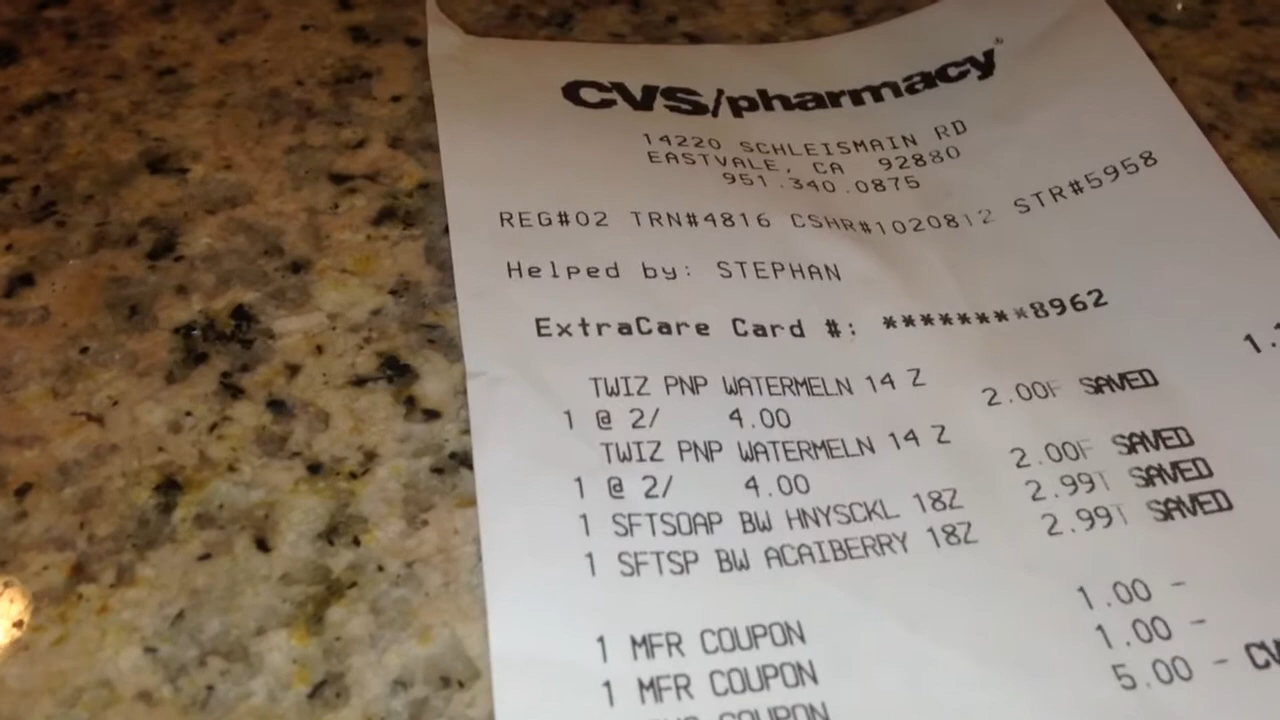 CVS/pharmacy®
14220 SCHLEISMAIN RD
EASTVALE, CA 92880
951.340.0875
REG#02 TRN#4816 CSHR#1020812 STR#5958
Helped by: STEPHAN
ExtraCare Card #: ********8962
TWIZ PNP WATERMELN 14 Z
1 @ 2/ 4.00 2.00F SAVED
TWIZ PNP WATERMELN 14 Z
1 @ 2/ 4.00 2.00F SAVED
1 SFTSOAP BW HNYSCKL 18Z 2.99T SAVED
1 SFTSP BW ACAIBERRY 18Z 2.99T SAVED
1 MFR COUPON 1.00 -
1 MFR COUPON 1.00 -
COUPON 5.00 - CV